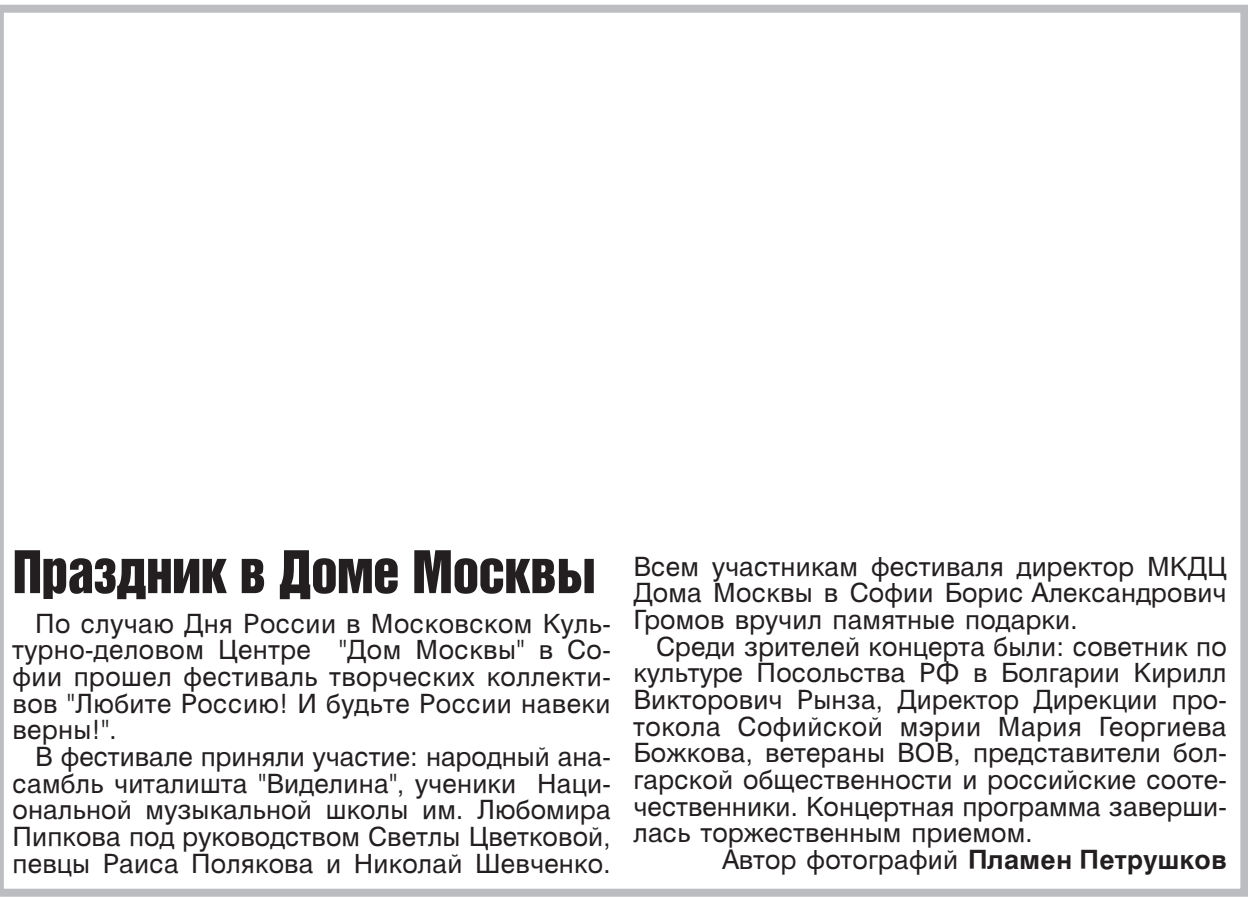 Праздник в Доме Москвы
По случаю Дня России в Московском Куль-
турно-деловом Центре "Дом Москвы" в Со-
фии прошел фестиваль творческих коллекти-
вов "Любите Россию! И будьте России навеки
верны!".
В фестивале приняли участие: народный ана-
самбль читалишта "Виделина", ученики Наци-
ональной музыкальной школы им. Любомира
Пипкова под руководством Светлы Цветковой,
певцы Раиса Полякова и Николай Шевченко.
Всем участникам фестиваля директор МКДЦ
Дома Москвы в Софии Борис Александрович
Громов вручил памятные подарки.
Среди зрителей концерта были: советник по
культуре Посольства РФ в Болгарии Кирилл
Викторович Рынза, Директор Дирекции про-
токола Софийской мэрии Мария Георгиева
Божкова, ветераны ВОВ, представители бол-
гарской общественности и российские сооте-
чественники. Концертная программа заверши-
лась торжественным приемом.
Автор фотографий Пламен Петрушков